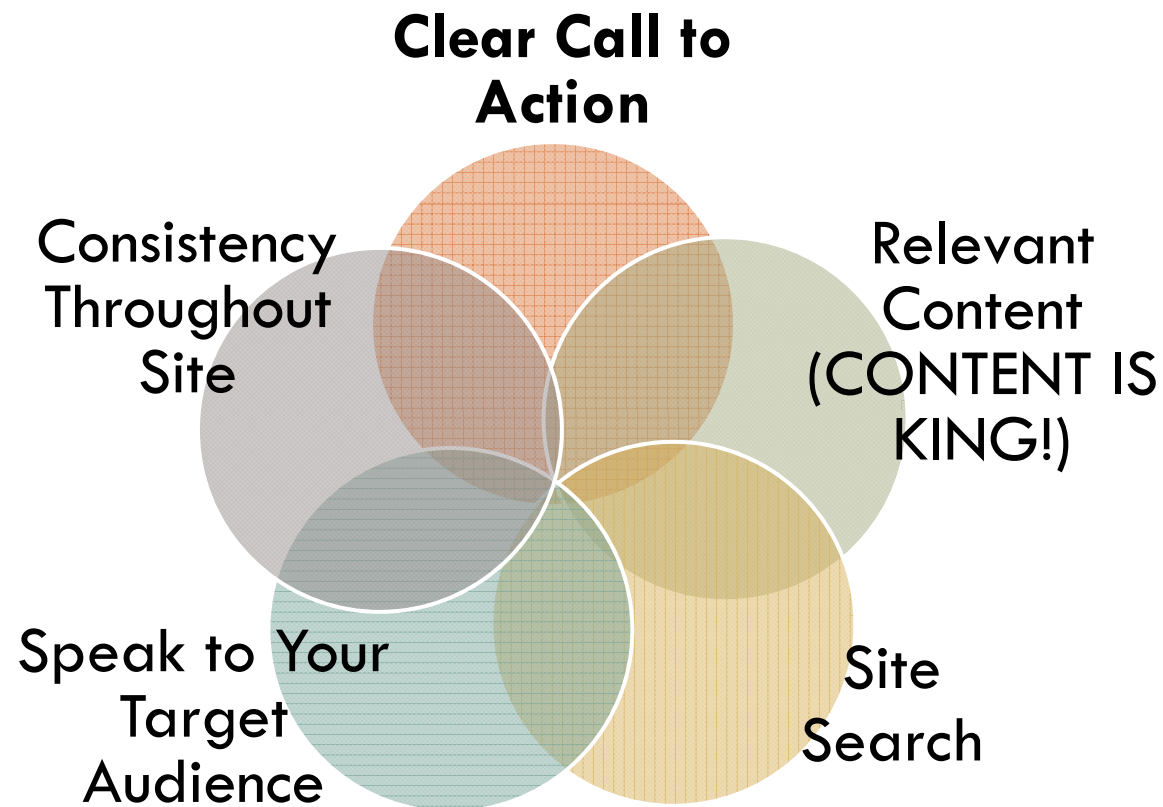 Clear Call to
Action
Consistency
Throughout
Site
Relevant
Content
(CONTENT IS
KING!)
Speak to Your
Target
Audience
Site
Search